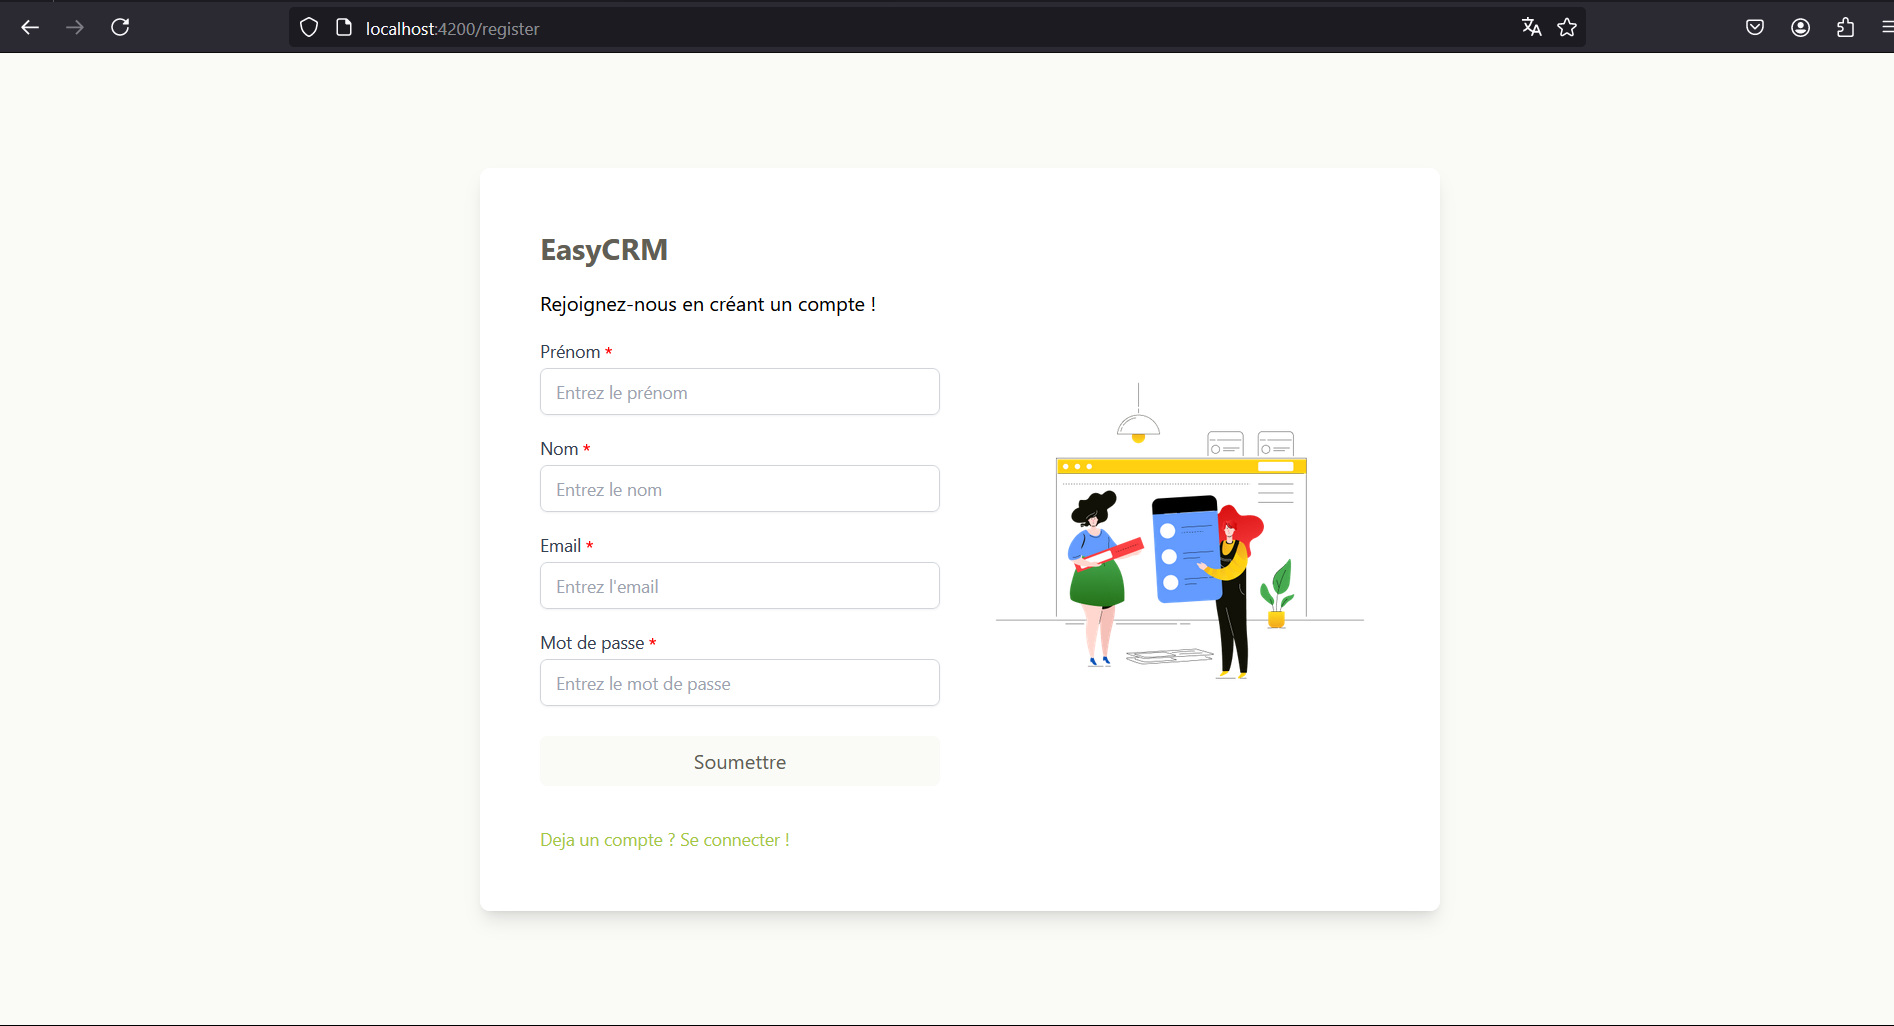 localhost:4200/register
EasyCRM
Rejoignez-nous en créant un compte !
Prénom *
Entrez le prénom
Nom *
Entrez le nom
Email *
Entrez l'email
Mot de passe *
Entrez le mot de passe
Soumettre
Deja un compte ? Se connecter !